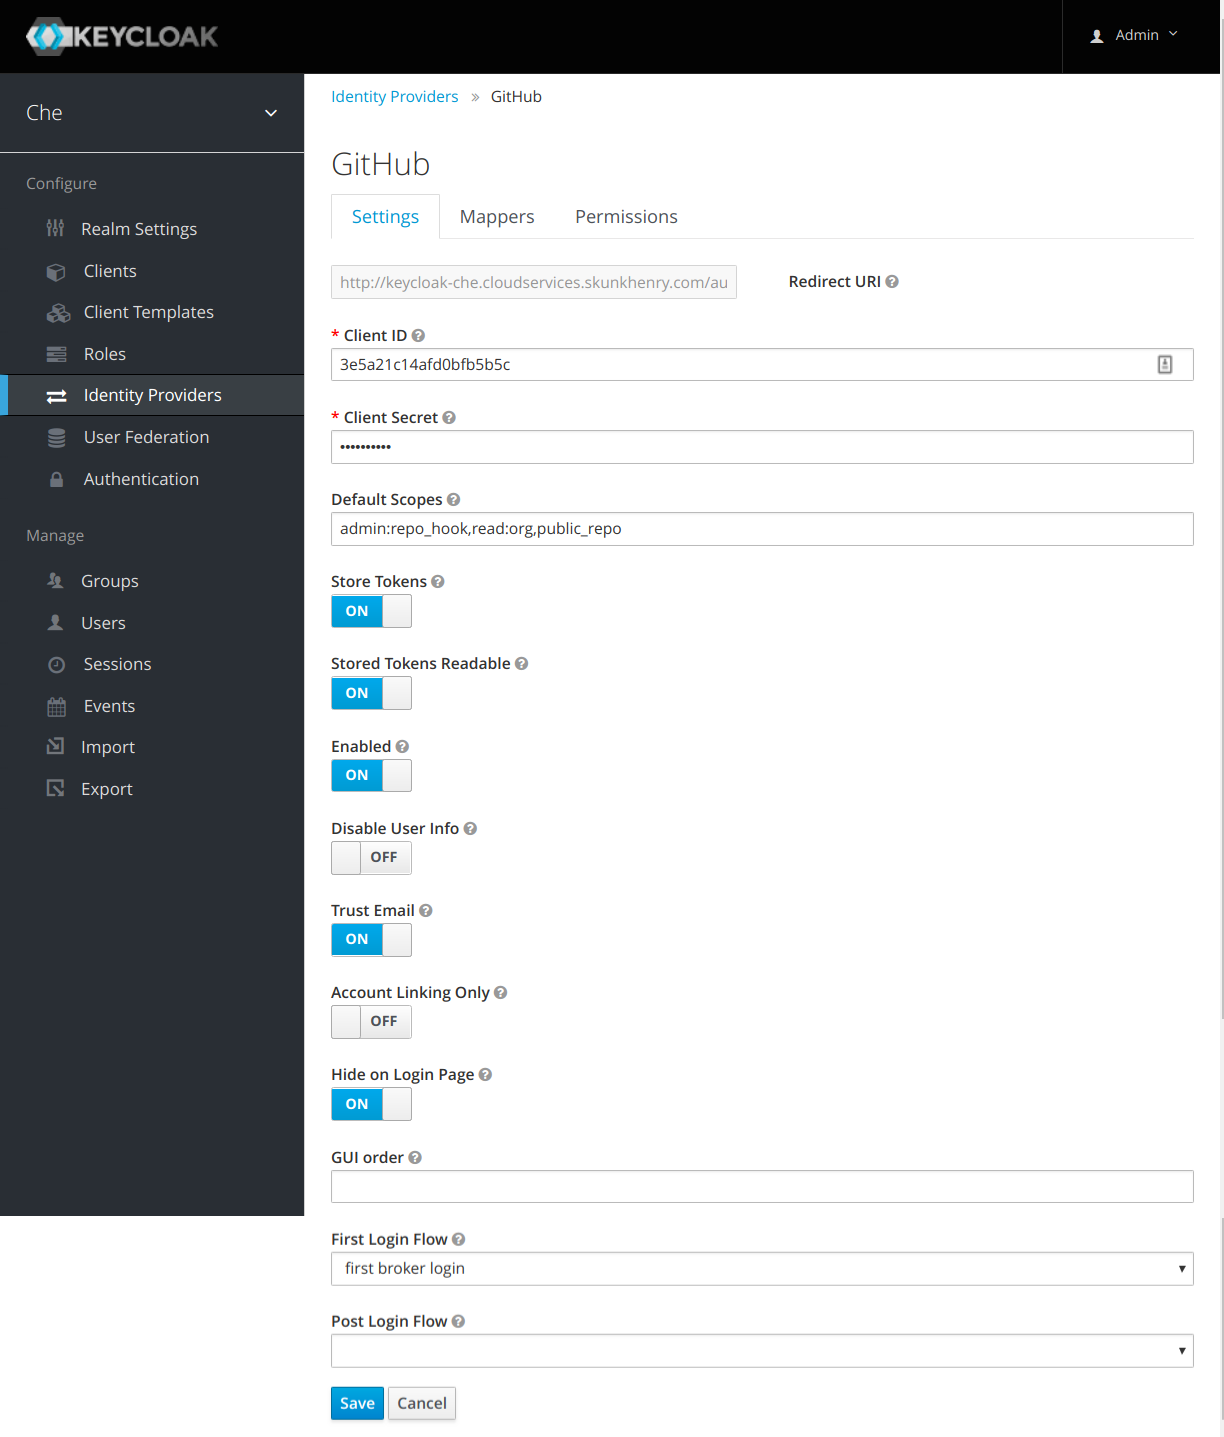 KEYCLOAK
Admin
Che
Configure
Realm Settings
Clients
Client Templates
Roles
Identity Providers
User Federation
Authentication
Manage
Groups
Users
Sessions
Events
Import
Export
Identity Providers » GitHub
GitHub
Settings Mappers Permissions
http://keycloak-che.cloudservices.skunkhenry.com/au Redirect URI
* Client ID
3e5a21c14afd0bfb5b5c
* Client Secret
••••••••••
Default Scopes
admin:repo_hook,read:org,public_repo
Store Tokens
ON
Stored Tokens Readable
ON
Enabled
ON
Disable User Info
OFF
Trust Email
ON
Account Linking Only
OFF
Hide on Login Page
ON
GUI order
First Login Flow
first broker login
Post Login Flow
Save Cancel